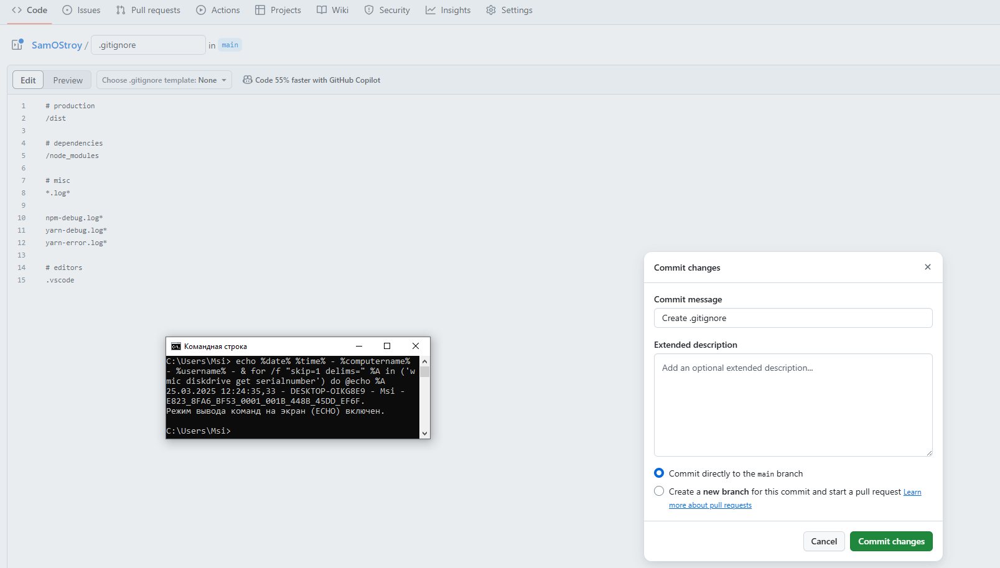 Code Issues Pull requests Actions Projects Wiki Security Insights Settings
SamOStroy / .gitignore in main
Edit Preview Choose .gitignore template: None Code 55% faster with GitHub Copilot
1 # production
2 /dist
3
4 # dependencies
5 /node_modules
6
7 # misc
8 *.log*
9
10 npm-debug.log*
11 yarn-debug.log*
12 yarn-error.log*
13
14 # editors
15 .vscode
Командная строка
C:\Users\Msi> echo %date% %time% - %computername%
- %username% - & for /f "skip=1 delims=" %A in ('w
mic diskdrive get serialnumber') do @echo %A
25.03.2025 12:24:35,33 - DESKTOP-OIKG8E9 - Msi -
E823_8FA6_BF53_0001_001B_448B_45DD_EF6F.
Режим вывода команд на экран (ECHO) включен.
C:\Users\Msi>
Commit changes
Commit message
Create .gitignore
Extended description
Add an optional extended description...
Commit directly to the main branch
Create a new branch for this commit and start a pull request Learn
more about pull requests
Cancel Commit changes